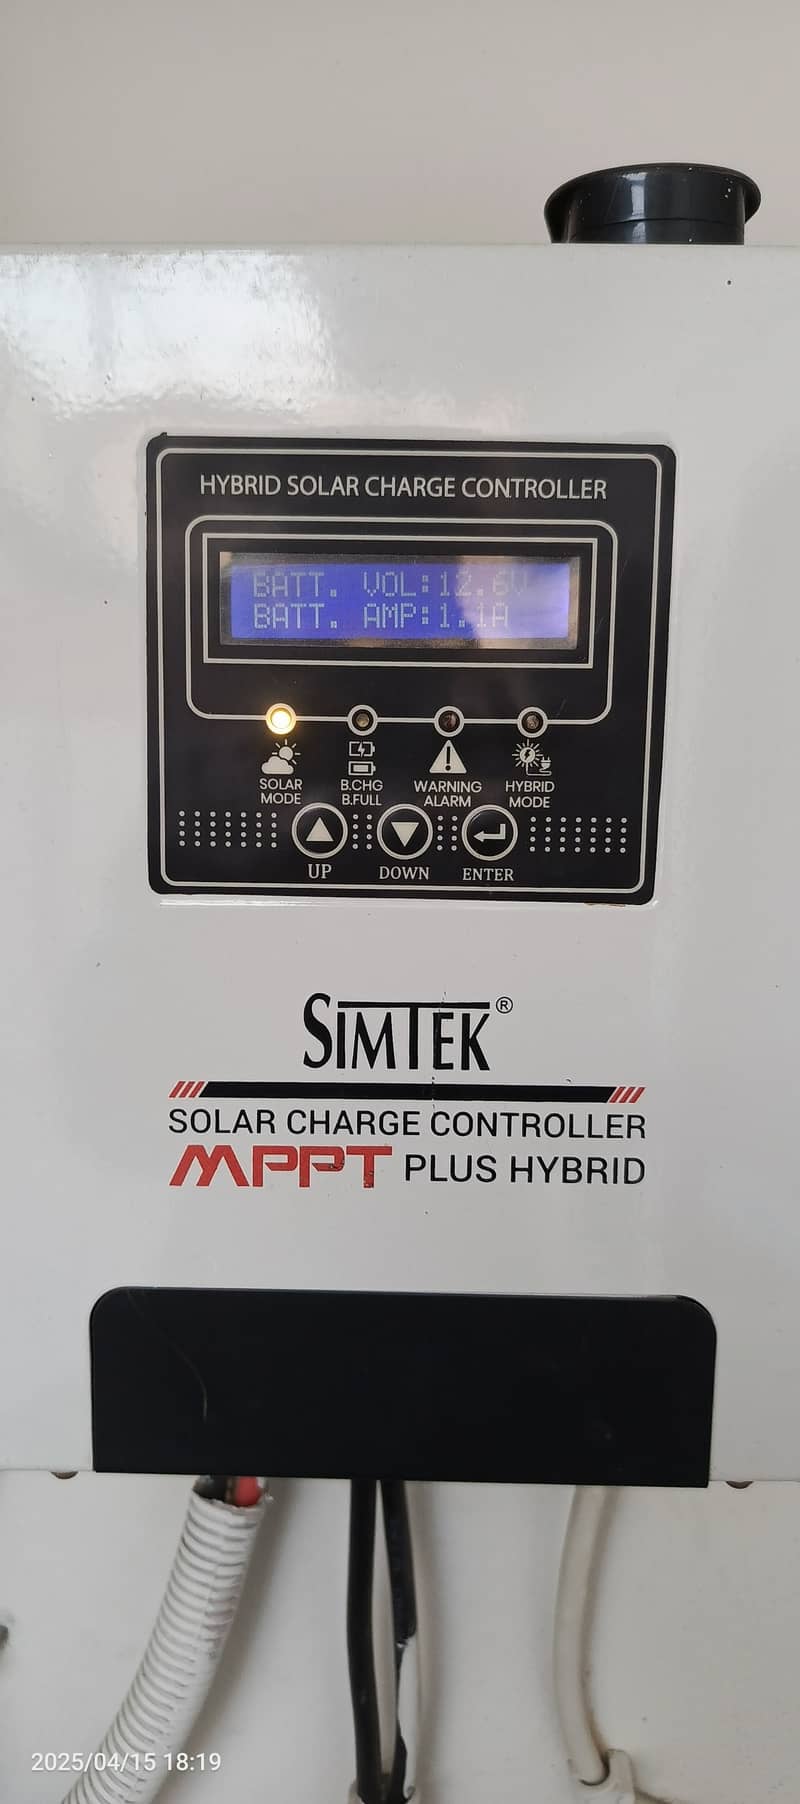 HYBRID SOLAR CHARGE CONTROLLER
BATT. VOL:12.6V
BATT. AMP:1.1A
SOLAR MODE
B.CHG B.FULL
WARNING ALARM
HYBRID MODE
UP DOWN ENTER
SIMTEK®
SOLAR CHARGE CONTROLLER
MPPT PLUS HYBRID
2025/04/15 18:19